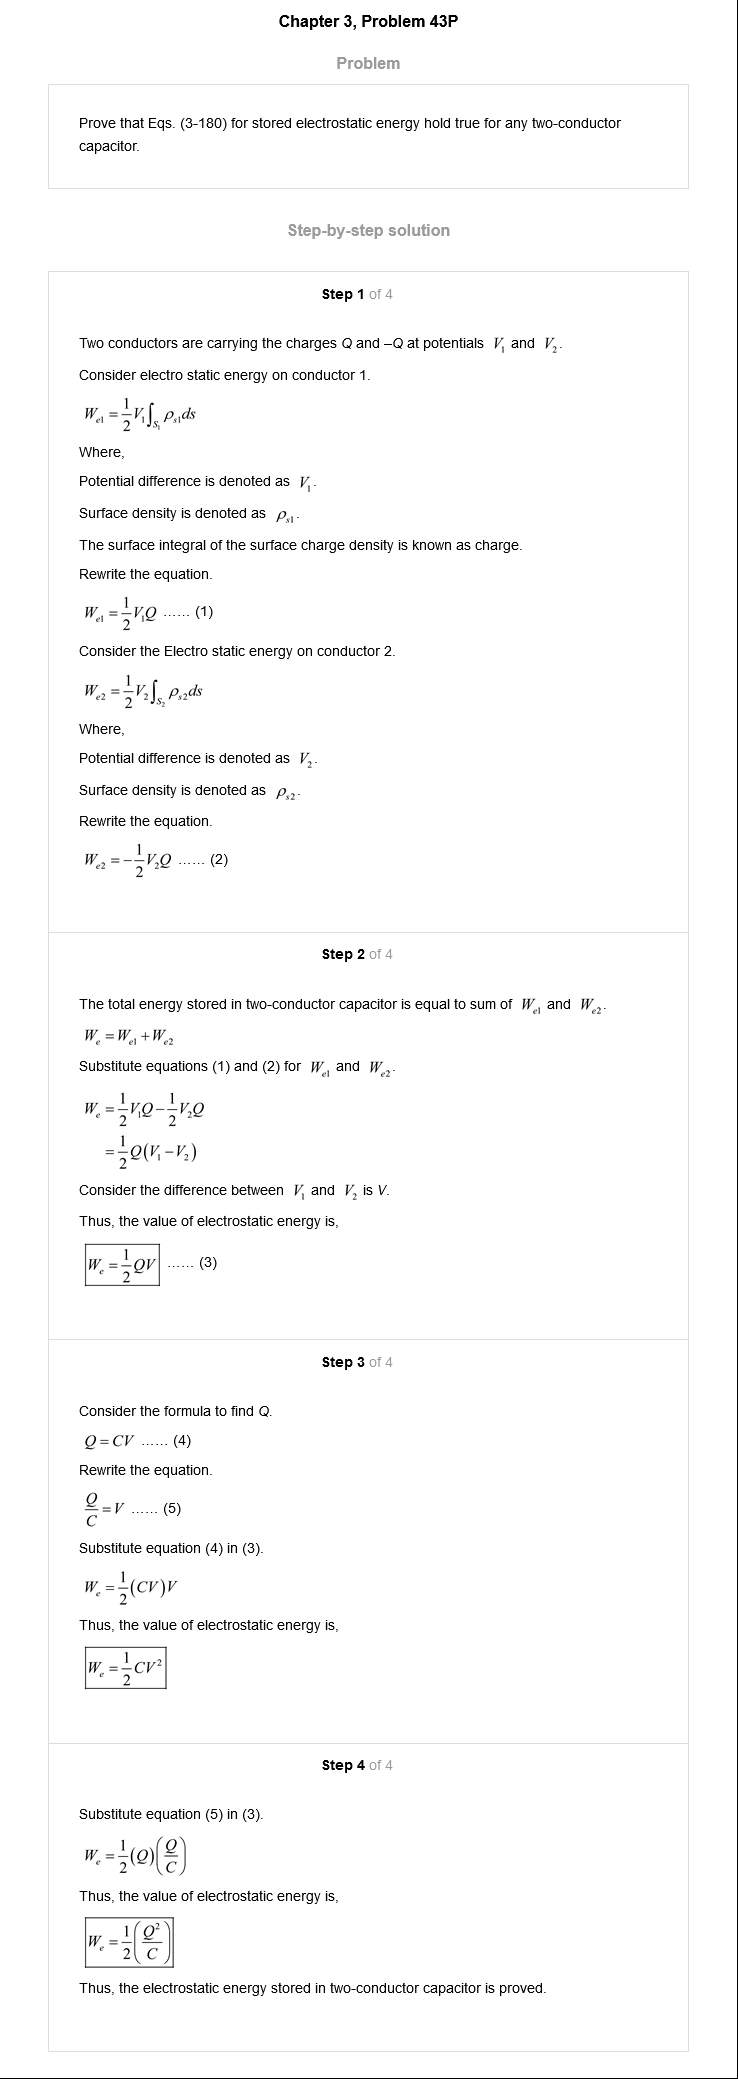 Chapter 3, Problem 43P
Problem
Prove that Eqs. (3-180) for stored electrostatic energy hold true for any two-conductor
capacitor.
Step-by-step solution
Step 1 of 4
Two conductors are carrying the charges Q and –Q at potentials V₁ and V₂.
Consider electro static energy on conductor 1.
W_{e1} = \frac{1}{2} V_1 \int_{S_1} ρ_{s1} ds
Where,
Potential difference is denoted as V₁.
Surface density is denoted as ρ_{s1}.
The surface integral of the surface charge density is known as charge.
Rewrite the equation.
W_{e1} = \frac{1}{2} V_1 Q …… (1)
Consider the Electro static energy on conductor 2.
W_{e2} = \frac{1}{2} V_2 \int_{S_2} ρ_{s2} ds
Where,
Potential difference is denoted as V₂.
Surface density is denoted as ρ_{s2}.
Rewrite the equation.
W_{e2} = -\frac{1}{2} V_2 Q …… (2)
Step 2 of 4
The total energy stored in two-conductor capacitor is equal to sum of W_{e1} and W_{e2}.
W_e = W_{e1} + W_{e2}
Substitute equations (1) and (2) for W_{e1} and W_{e2}.
W_e = \frac{1}{2} V_1 Q - \frac{1}{2} V_2 Q
= \frac{1}{2} Q (V_1 - V_2)
Consider the difference between V₁ and V₂ is V.
Thus, the value of electrostatic energy is,
W_e = \frac{1}{2} QV …… (3)
Step 3 of 4
Consider the formula to find Q.
Q = CV …… (4)
Rewrite the equation.
\frac{Q}{C} = V …… (5)
Substitute equation (4) in (3).
W_e = \frac{1}{2} (CV) V
Thus, the value of electrostatic energy is,
W_e = \frac{1}{2} CV^2
Step 4 of 4
Substitute equation (5) in (3).
W_e = \frac{1}{2} (Q) \left( \frac{Q}{C} \right)
Thus, the value of electrostatic energy is,
W_e = \frac{1}{2} \left( \frac{Q^2}{C} \right)
Thus, the electrostatic energy stored in two-conductor capacitor is proved.